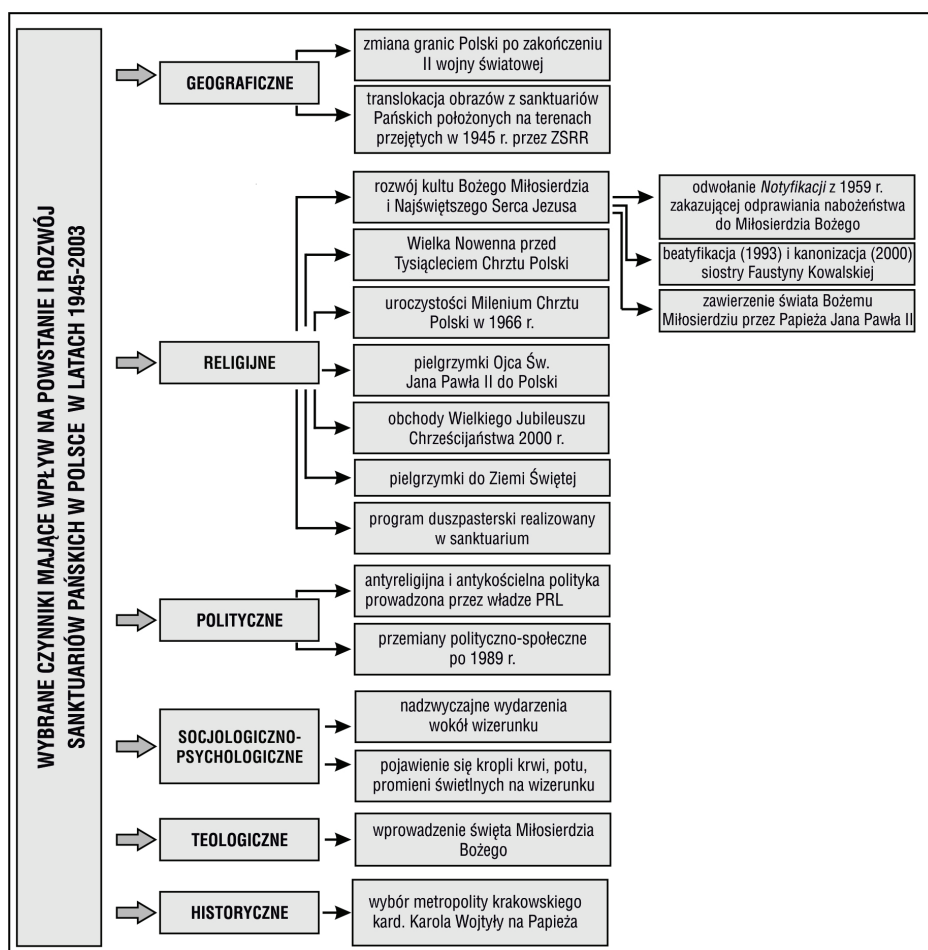 WYBRANE CZYNNIKI MAJĄCE WPŁYW NA POWSTANIE I ROZWÓJ
SANKTUARIÓW PAŃSKICH W POLSCE W LATACH 1945-2003
GEOGRAFICZNE
zmiana granic Polski po zakończeniu
II wojny światowej
translokacja obrazów z sanktuariów
Pańskich położonych na terenach
przejętych w 1945 r. przez ZSRR
RELIGIJNE
rozwój kultu Bożego Miłosierdzia
i Najświętszego Serca Jezusa
odwołanie Notyfikacji z 1959 r.
zakazującej odprawiania nabożeństwa
do Miłosierdzia Bożego
beatyfikacja (1993) i kanonizacja (2000)
siostry Faustyny Kowalskiej
zawierzenie świata Bożemu
Miłosierdziu przez Papieża Jana Pawła II
Wielka Nowenna przed
Tysiącleciem Chrztu Polski
uroczystości Milenium Chrztu
Polski w 1966 r.
pielgrzymki Ojca Św.
Jana Pawła II do Polski
obchody Wielkiego Jubileuszu
Chrześcijaństwa 2000 r.
pielgrzymki do Ziemi Świętej
program duszpasterski realizowany
w sanktuarium
POLITYCZNE
antyreligijna i antykościelna polityka
prowadzona przez władze PRL
przemiany polityczno-społeczne
po 1989 r.
SOCJOLOGICZNO-
PSYCHOLOGICZNE
nadzwyczajne wydarzenia
wokół wizerunku
pojawienie się kropli krwi, potu,
promieni świetlnych na wizerunku
TEOLOGICZNE
wprowadzenie święta Miłosierdzia
Bożego
HISTORYCZNE
wybór metropolity krakowskiego
kard. Karola Wojtyły na Papieża